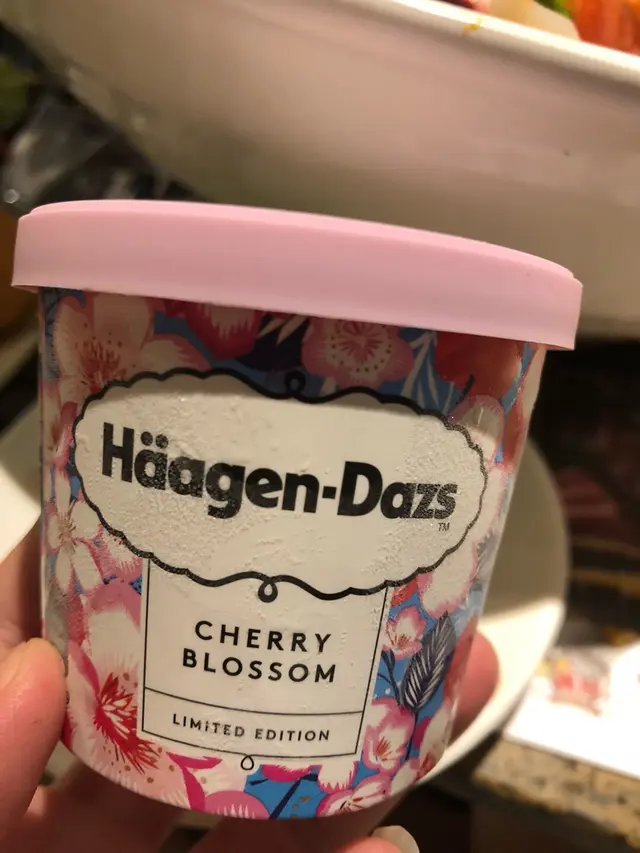 Häagen-Dazs
TM
CHERRY
BLOSSOM
LIMITED EDITION